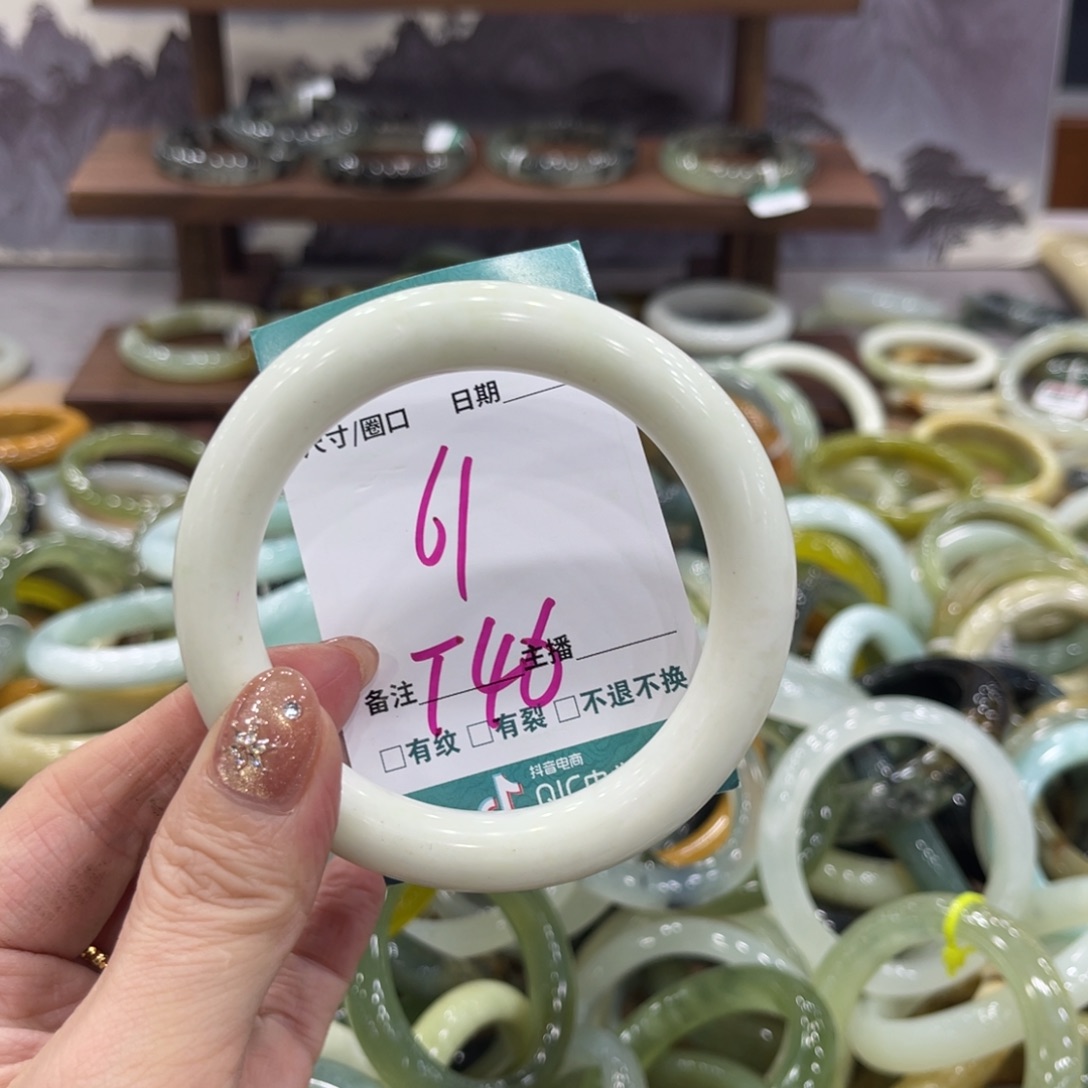 尺寸/圈口 日期
61
T46
备注 主播
□有纹 □有裂 □不退不换
抖音电商
QIC